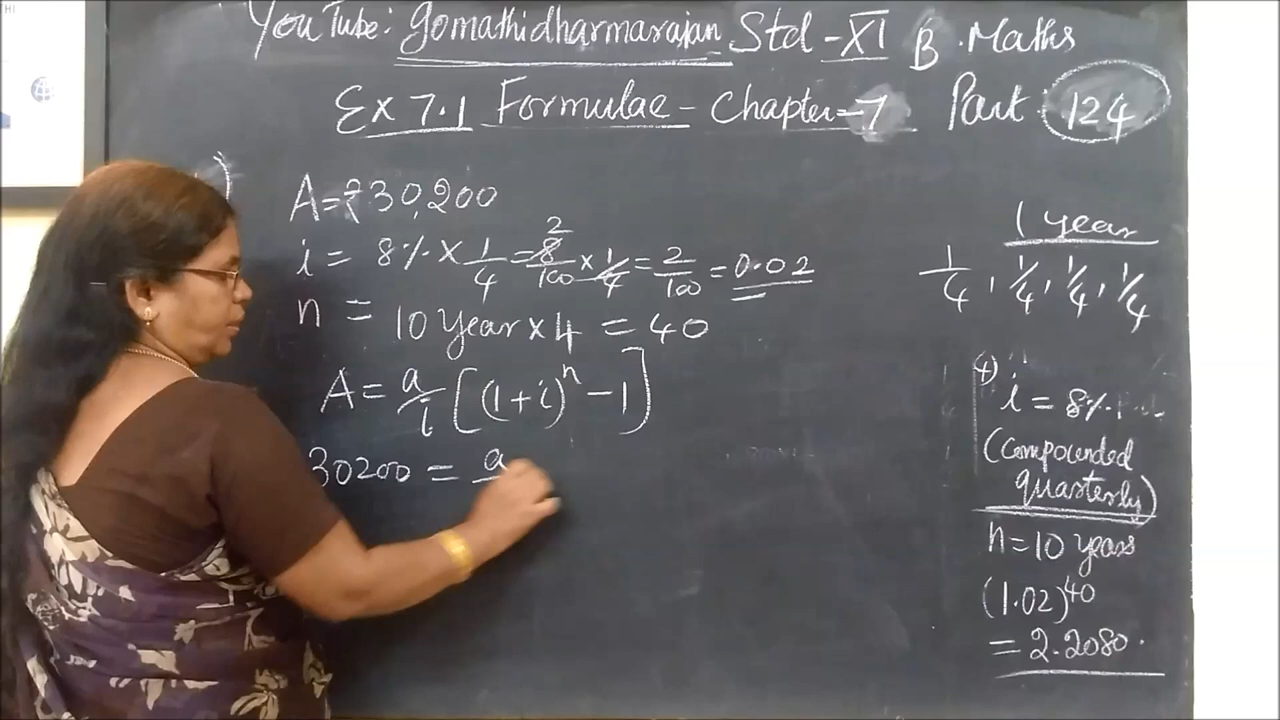 YouTube: gomathidharmarajan Std - XI B. Maths
Ex 7.1 Formulae - Chapter - 7 Part : 124
A = ₹30,200
i = 8% × 1/4 = 8/100 × 1/4 = 2/100 = 0.02
2
n = 10 year × 4 = 40
A = a/i [(1+i)^n - 1]
30200 = a
1 year
1/4, 1/4, 1/4, 1/4
4) i = 8%
(Compounded
quarterly)
n = 10 years
(1.02)^40
= 2.2080.